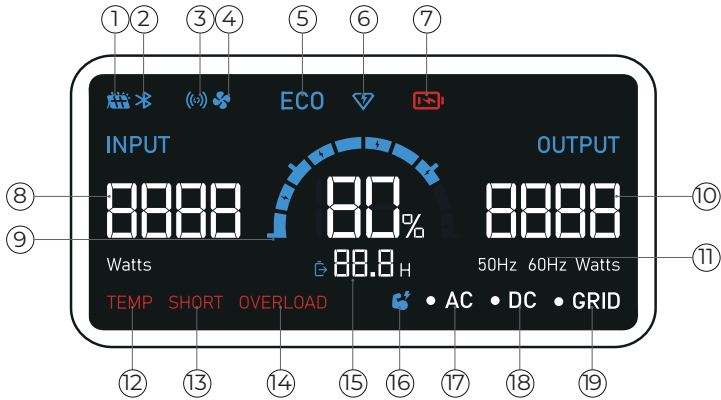 1 2 3 4 5 6 7
ECO
INPUT OUTPUT
8 8888 80% 8888 10
9
Watts 88.8 H 50Hz 60Hz Watts 11
TEMP SHORT OVERLOAD AC DC GRID
12 13 14 15 16 17 18 19